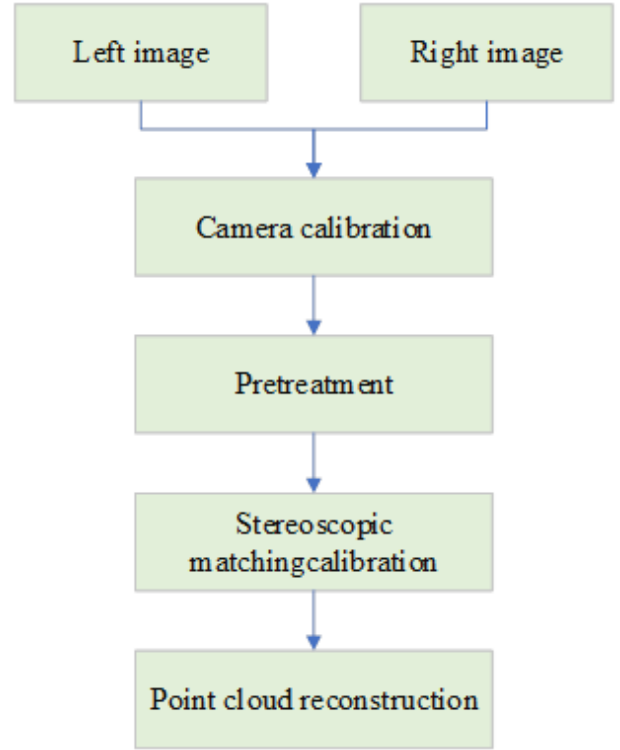 Left image
Right image
Camera calibration
Pretreatment
Stereoscopic
matchingcalibration
Point cloud reconstruction